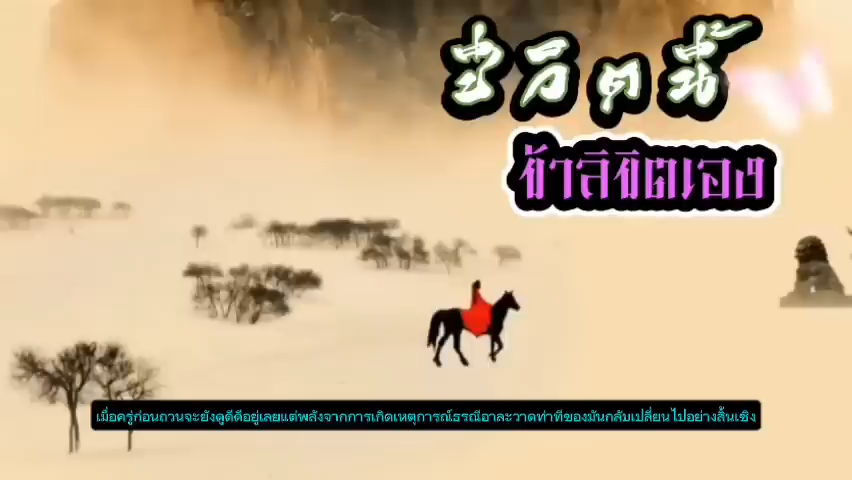 ชีวิตนี้
ข้าลิขิตเอง
เมื่อครู่ก่อนถวนจะยังดูดีดีอยู่เลยแต่พลังจากการเกิดเหตุการณ์ธรณีอาละวาดท่าทีของมันกลับเปลี่ยนไปอย่างสิ้นเชิง